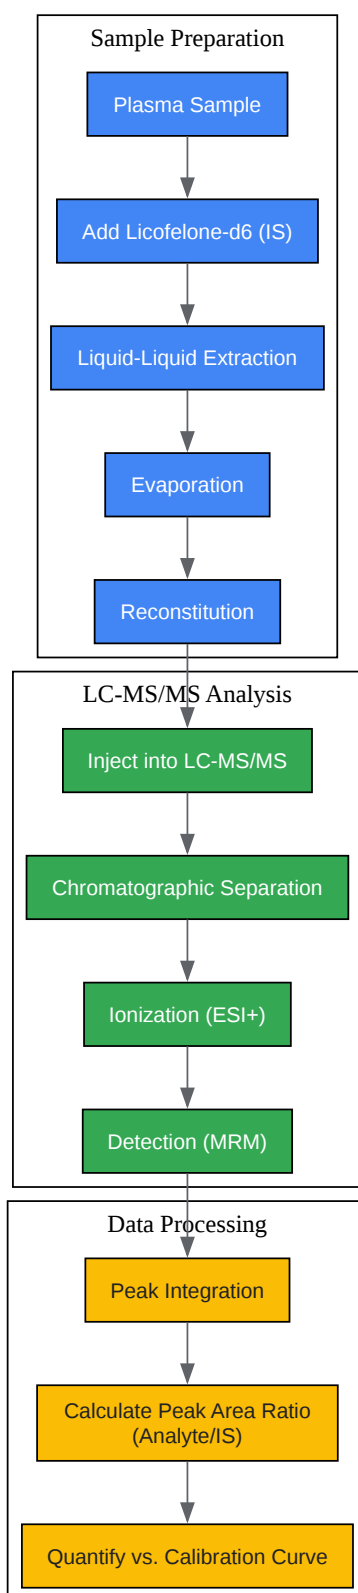 Sample Preparation
Plasma Sample
Add Licofelone-d6 (IS)
Liquid-Liquid Extraction
Evaporation
Reconstitution
LC-MS/MS Analysis
Inject into LC-MS/MS
Chromatographic Separation
Ionization (ESI+)
Detection (MRM)
Data Processing
Peak Integration
Calculate Peak Area Ratio
(Analyte/IS)
Quantify vs. Calibration Curve